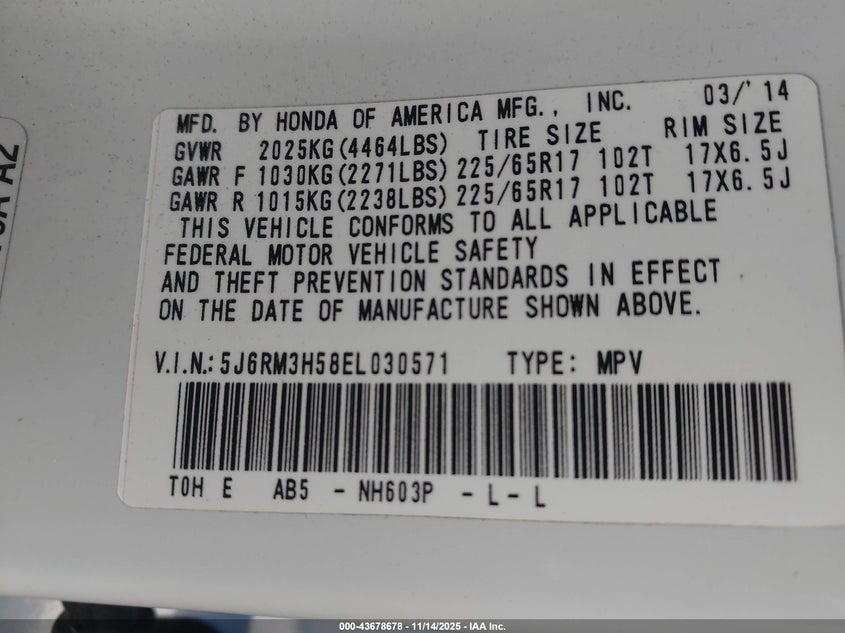 MFD. BY HONDA OF AMERICA MFG., INC. 03/'14
GVWR 2025KG(4464LBS) TIRE SIZE RIM SIZE
GAWR F 1030KG(2271LBS) 225/65R17 102T 17X6.5J
GAWR R 1015KG(2238LBS) 225/65R17 102T 17X6.5J
THIS VEHICLE CONFORMS TO ALL APPLICABLE
FEDERAL MOTOR VEHICLE SAFETY
AND THEFT PREVENTION STANDARDS IN EFFECT
ON THE DATE OF MANUFACTURE SHOWN ABOVE.
V.I.N.: 5J6RM3H58EL030571 TYPE: MPV
T0H E AB5 - NH603P - L - L
000-43678678 - 11/14/2025 - IAA Inc.